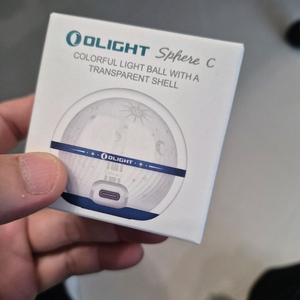 OLIGHT Sphere C
COLORFUL LIGHT BALL WITH A
TRANSPARENT SHELL
OLIGHT